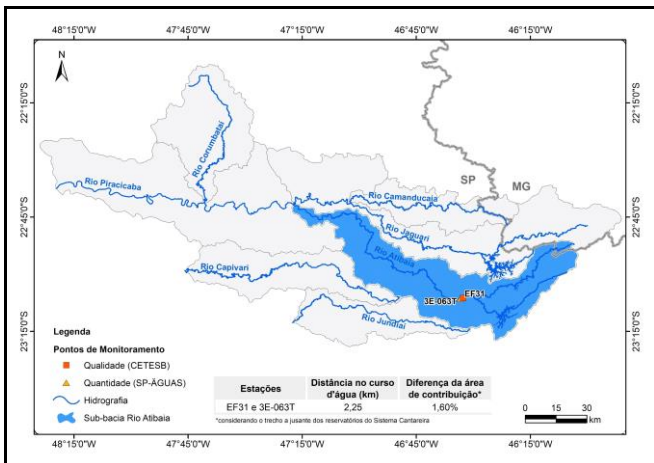 48°15'0"O 47°45'0"O 47°15'0"O 46°45'0"O 46°15'0"O
N
22°15'0"S
22°15'0"S
Rio Corumbataí
SP
MG
Rio Piracicaba
Rio Camanducaia
22°45'0"S
22°45'0"S
Rio Jaguari
Rio Atibaia
Rio Capivari
3E-063T
EF31
Rio Jundiaí
23°15'0"S
23°15'0"S
Legenda
Pontos de Monitoramento
Qualidade (CETESB)
Quantidade (SP-ÁGUAS)
Hidrografia
Sub-bacia Rio Atibaia
Estações Distância no curso d'água (km) Diferença da área de contribuição*
EF31 e 3E-063T 2,25 1,60%
*considerando o trecho a jusante dos reservatórios do Sistema Cantareira
0 15 30
km
48°15'0"O 47°45'0"O 47°15'0"O 46°45'0"O 46°15'0"O